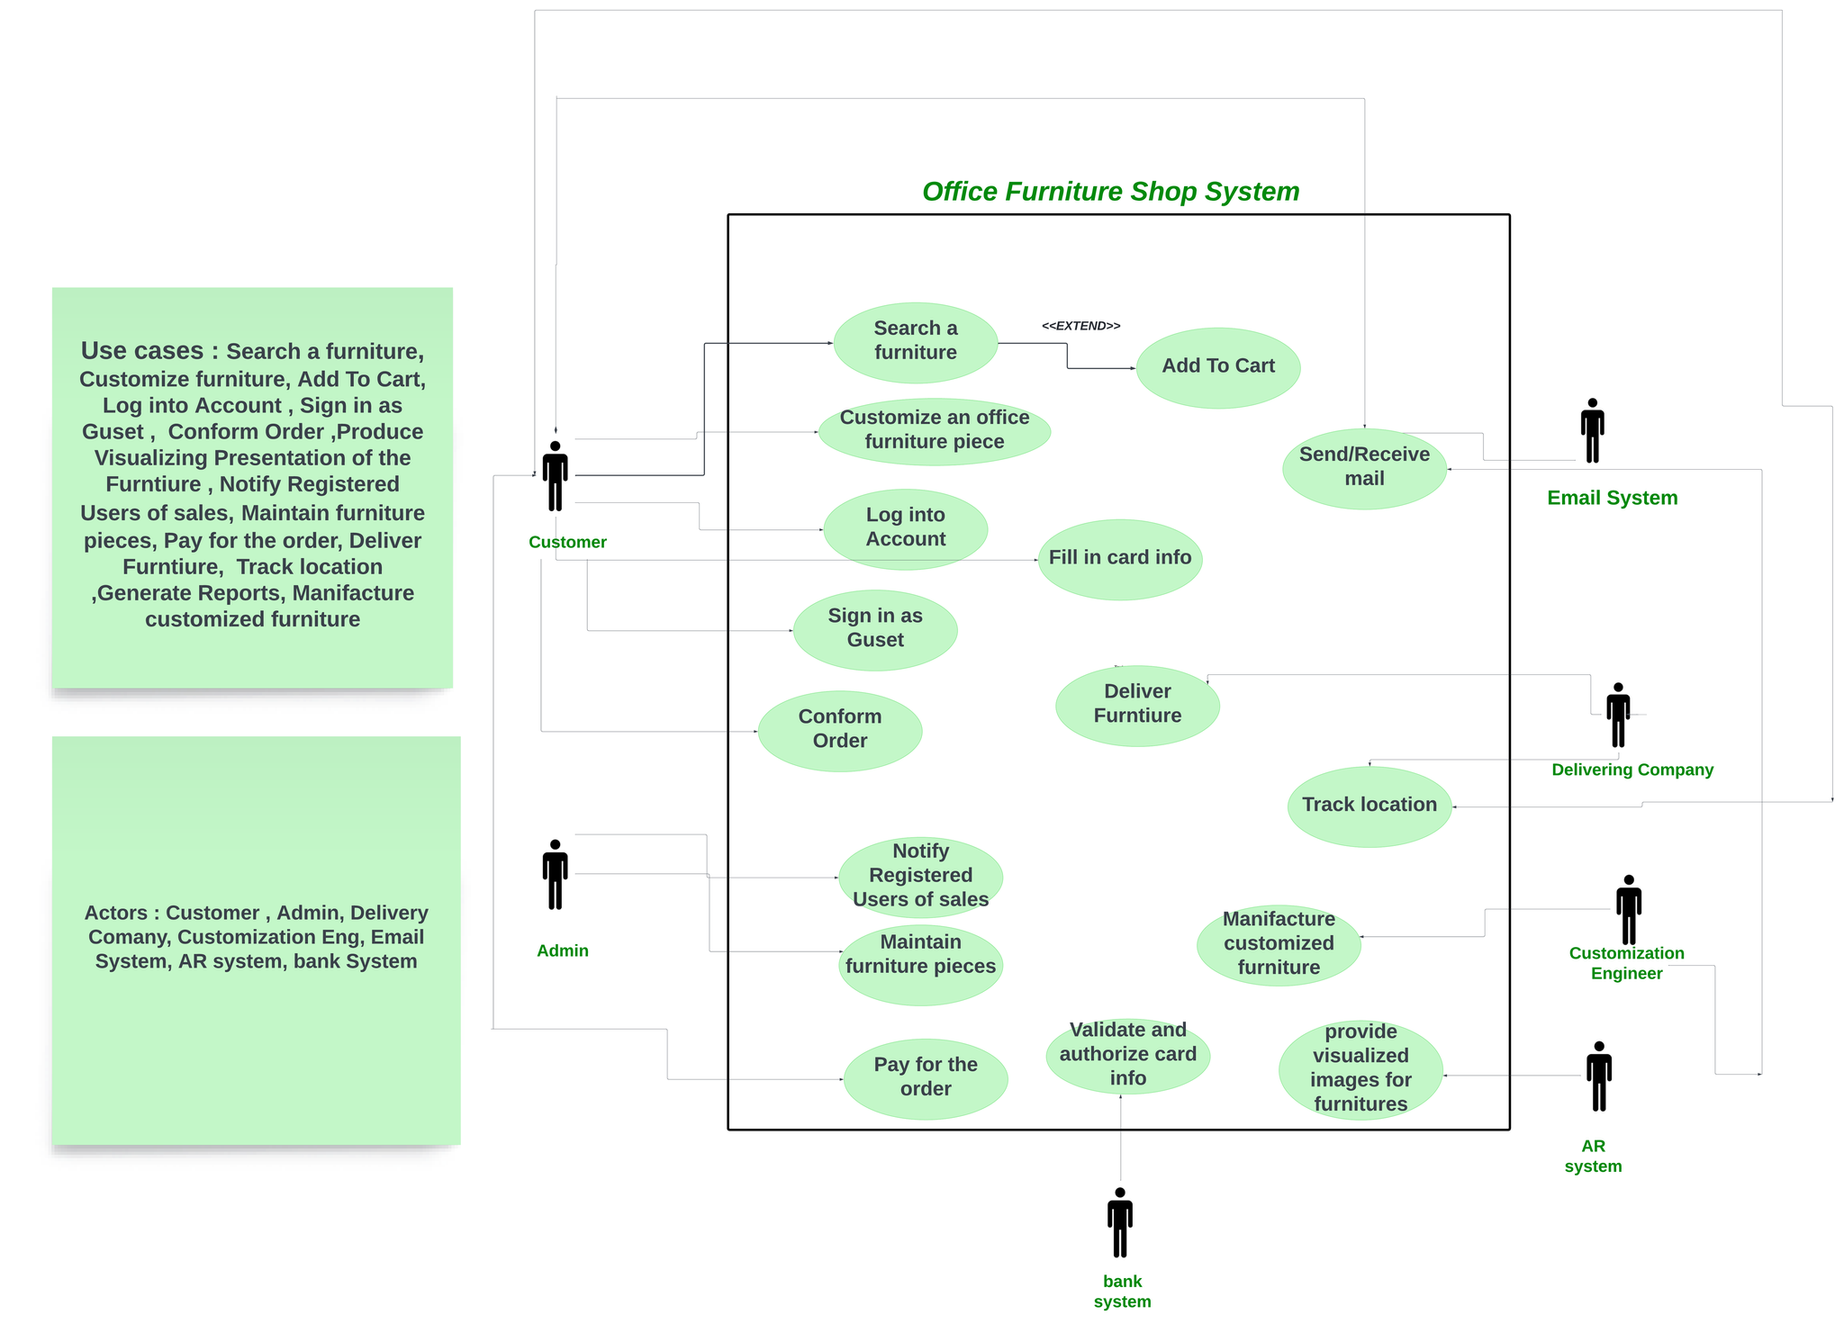 Office Furniture Shop System
Use cases : Search a furniture,
Customize furniture, Add To Cart,
Log into Account , Sign in as
Guset ,  Conform Order ,Produce
Visualizing Presentation of the
Furntiure , Notify Registered
Users of sales, Maintain furniture
pieces, Pay for the order, Deliver
Furntiure,  Track location
,Generate Reports, Manifacture
customized furniture
Actors : Customer , Admin, Delivery
Comany, Customization Eng, Email
System, AR system, bank System
Customer
Admin
Search a
furniture
<<EXTEND>>
Add To Cart
Customize an office
furniture piece
Send/Receive
mail
Email System
Log into
Account
Fill in card info
Sign in as
Guset
Deliver
Furntiure
Conform
Order
Delivering Company
Track location
Notify
Registered
Users of sales
Maintain
furniture pieces
Manifacture
customized
furniture
Customization
Engineer
Pay for the
order
Validate and
authorize card
info
provide
visualized
images for
furnitures
AR
system
bank
system